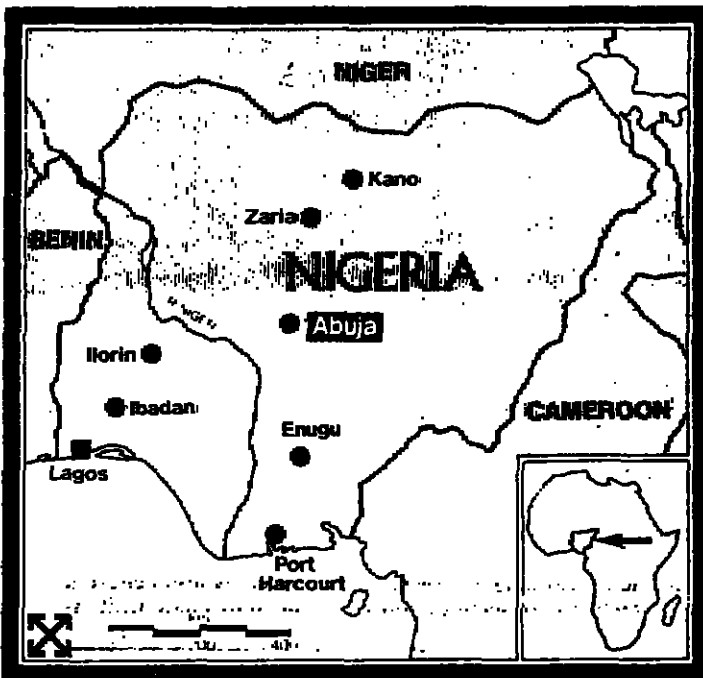 NIGER
Kano
Zaria
BENIN
NIGERIA
Abuja
Ilorin
Ibadan
CAMEROON
Enugu
Lagos
Port
Harcourt